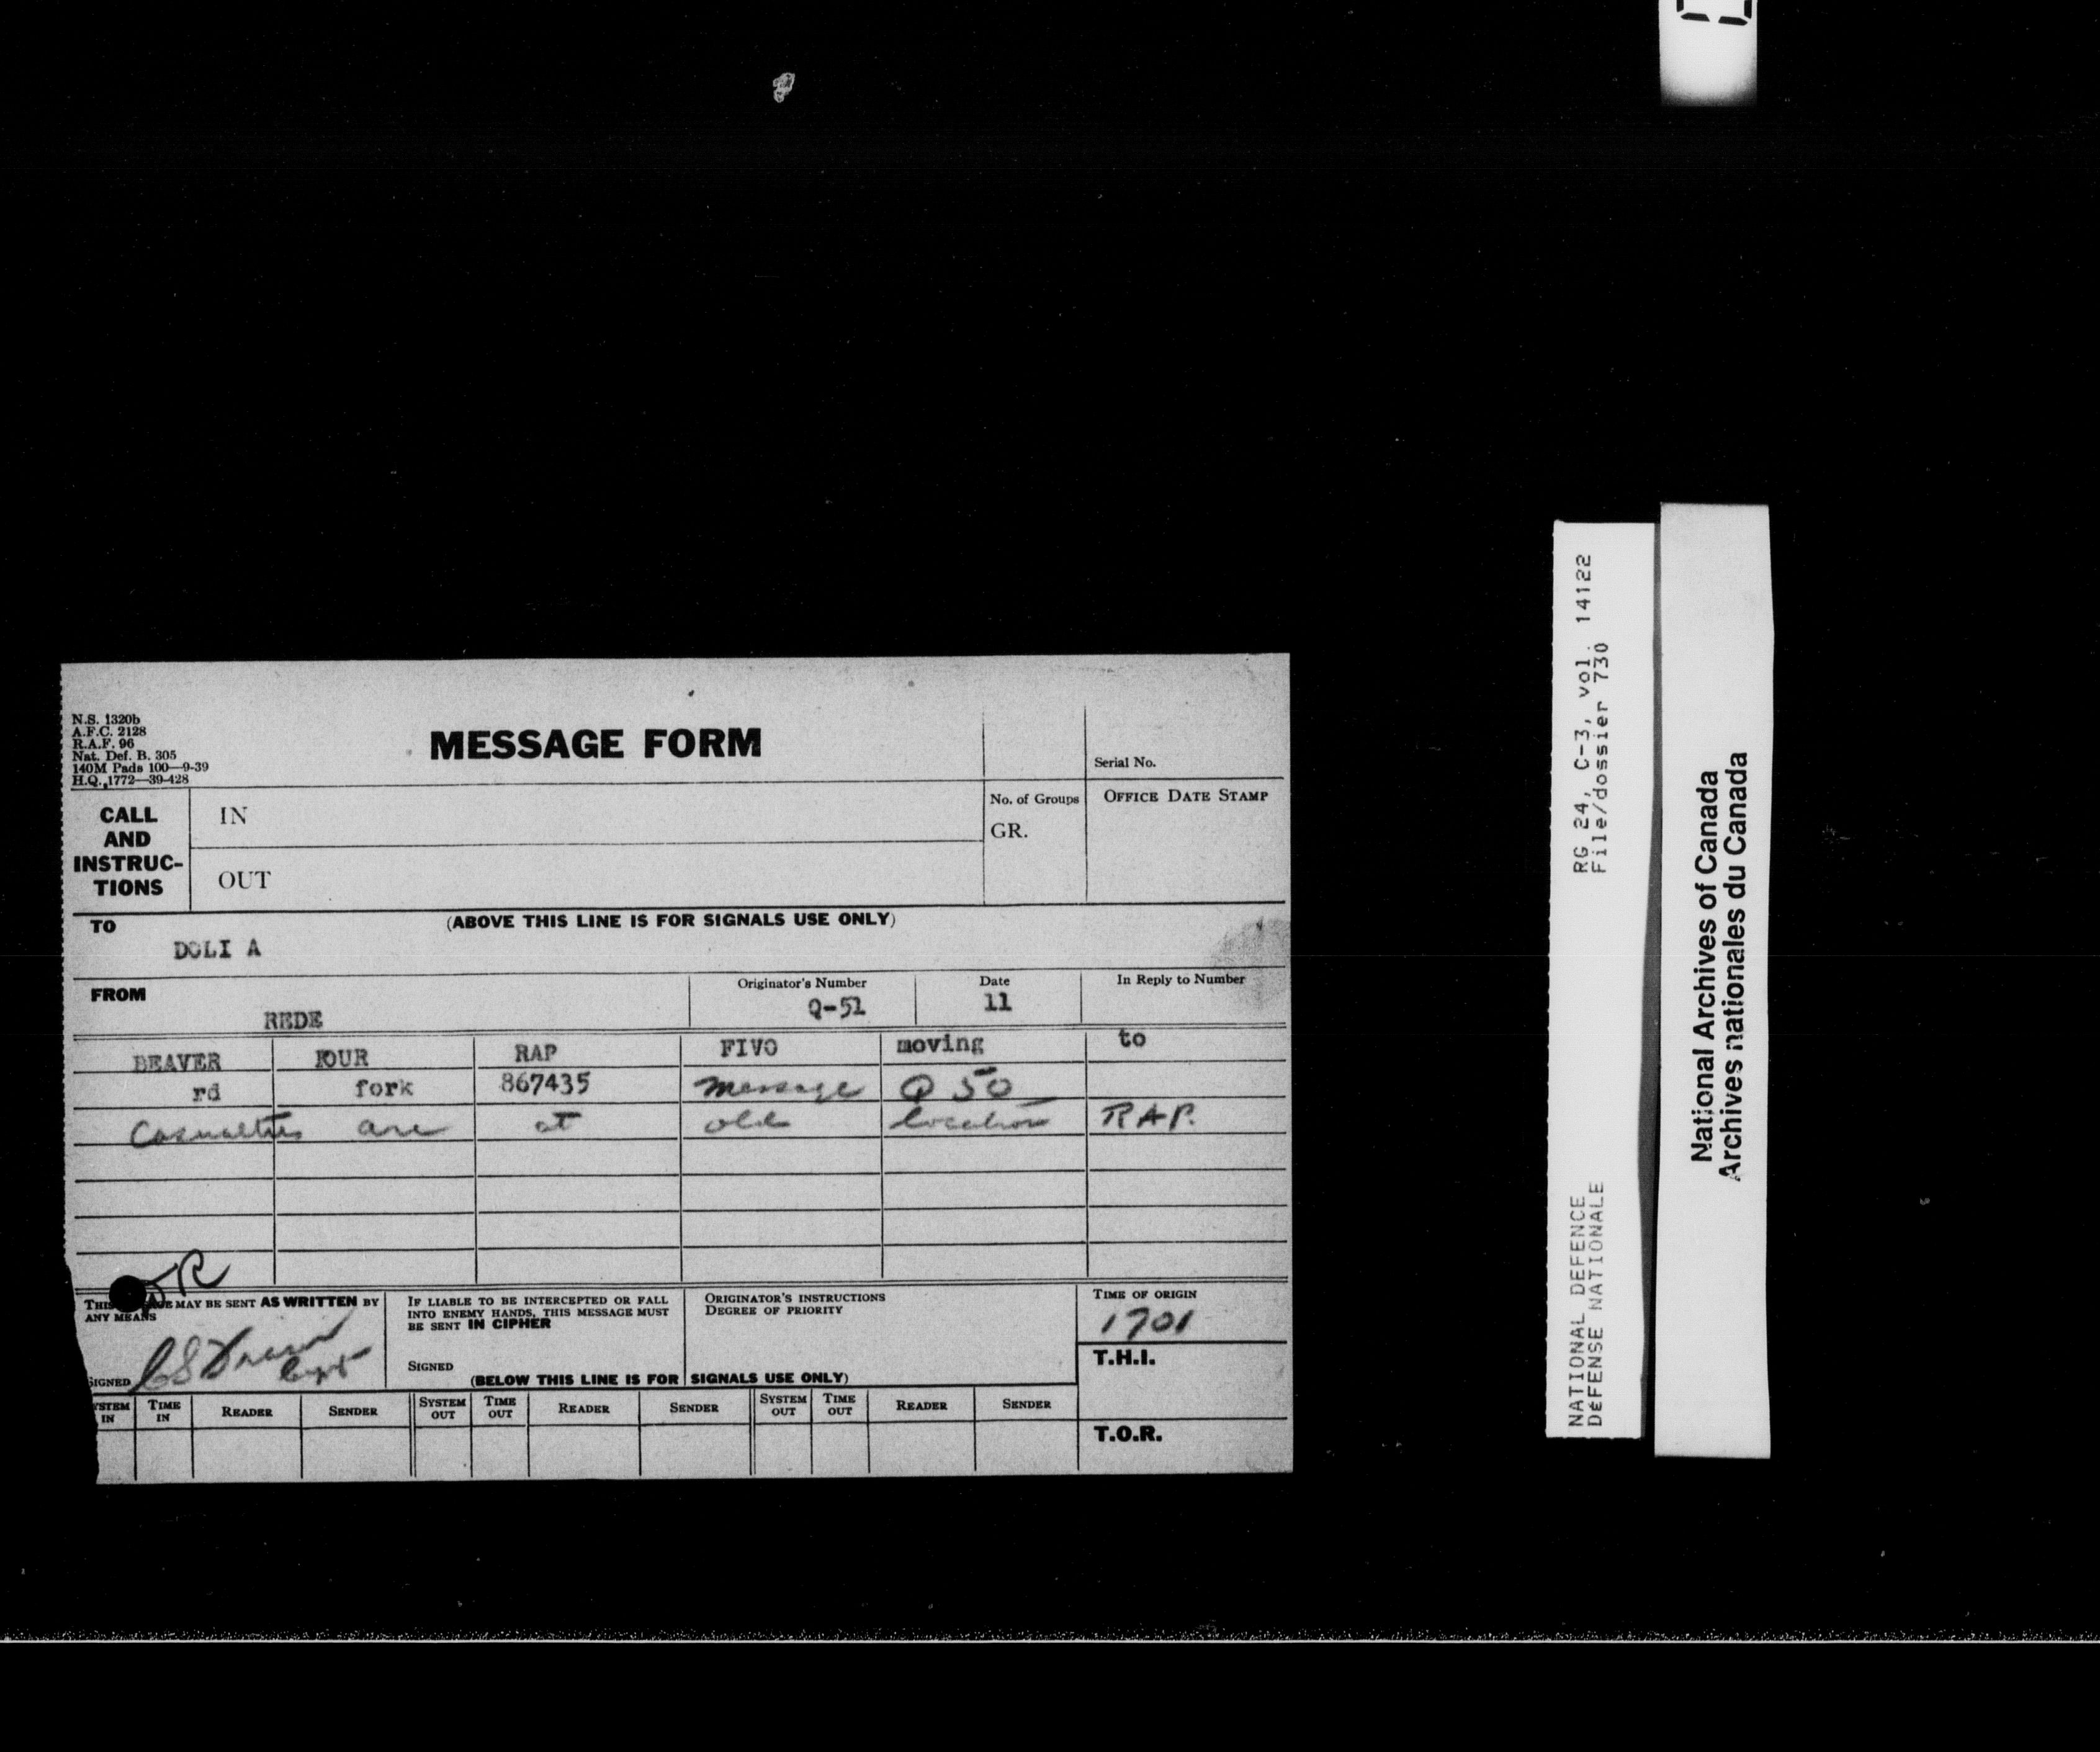 N.S. 1320b
A.F.C. 2128
R.A.F. 96
Nat. Def. B. 305
140M Pads 100—9-39
H.Q., 1772—39-428
MESSAGE FORM
Serial No.
CALL AND INSTRUC-TIONS
IN
OUT
No. of Groups
GR.
OFFICE DATE STAMP
TO
(ABOVE THIS LINE IS FOR SIGNALS USE ONLY)
DOLI A
FROM
REDE
Originator's Number
Q-51
Date
11
In Reply to Number
BEAVER FOUR RAP FIVO moving to
rd fork 867435 Message Q 50
Casualties are at old location RAP.
THIS MAY BE SENT AS WRITTEN BY
ANY MEANS
SIGNED
Capt
IF LIABLE TO BE INTERCEPTED OR FALL
INTO ENEMY HANDS, THIS MESSAGE MUST
BE SENT IN CIPHER
SIGNED
ORIGINATOR'S INSTRUCTIONS
DEGREE OF PRIORITY
TIME OF ORIGIN
1701
T.H.I.
(BELOW THIS LINE IS FOR SIGNALS USE ONLY)
YSTEM IN TIME IN READER SENDER SYSTEM OUT TIME OUT READER SENDER SYSTEM OUT TIME OUT READER SENDER
T.O.R.
NATIONAL DEFENCE RG 24, C-3, vol. 14122
DÉFENSE NATIONALE File/dossier 730
National Archives of Canada
Archives nationales du Canada